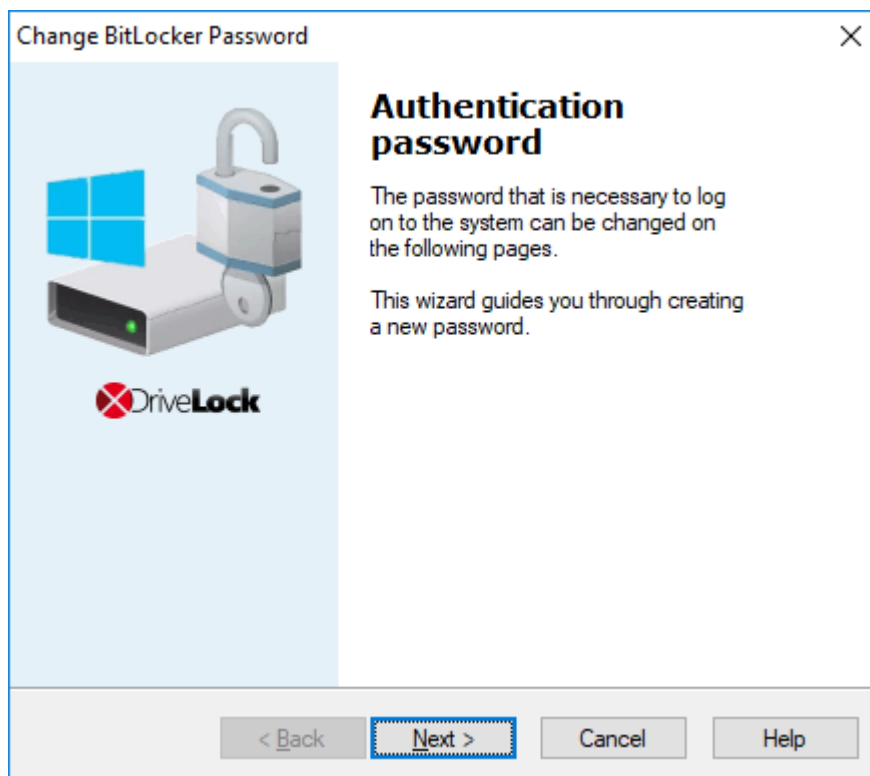 Change BitLocker Password
Authentication
password
The password that is necessary to log
on to the system can be changed on
the following pages.
This wizard guides you through creating
a new password.
DriveLock
< Back
Next >
Cancel
Help